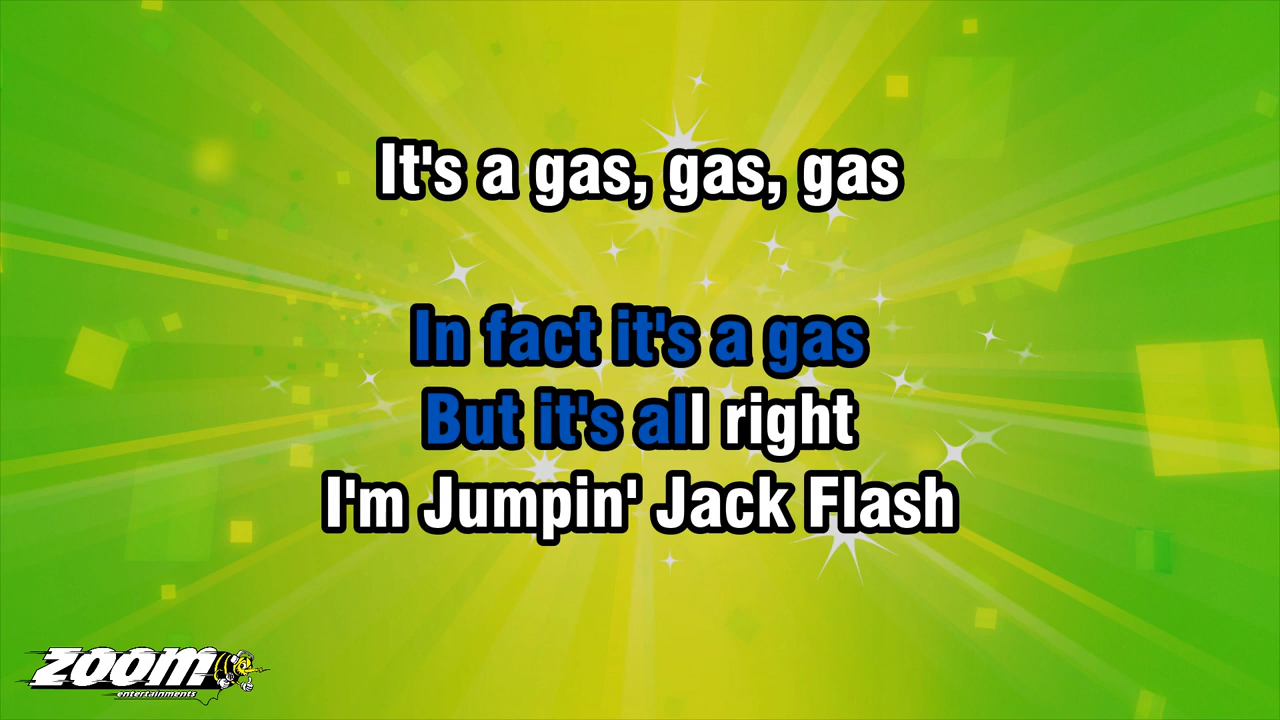 It's a gas, gas, gas
In fact it's a gas
But it's all right
I'm Jumpin' Jack Flash
zoom
entertainments